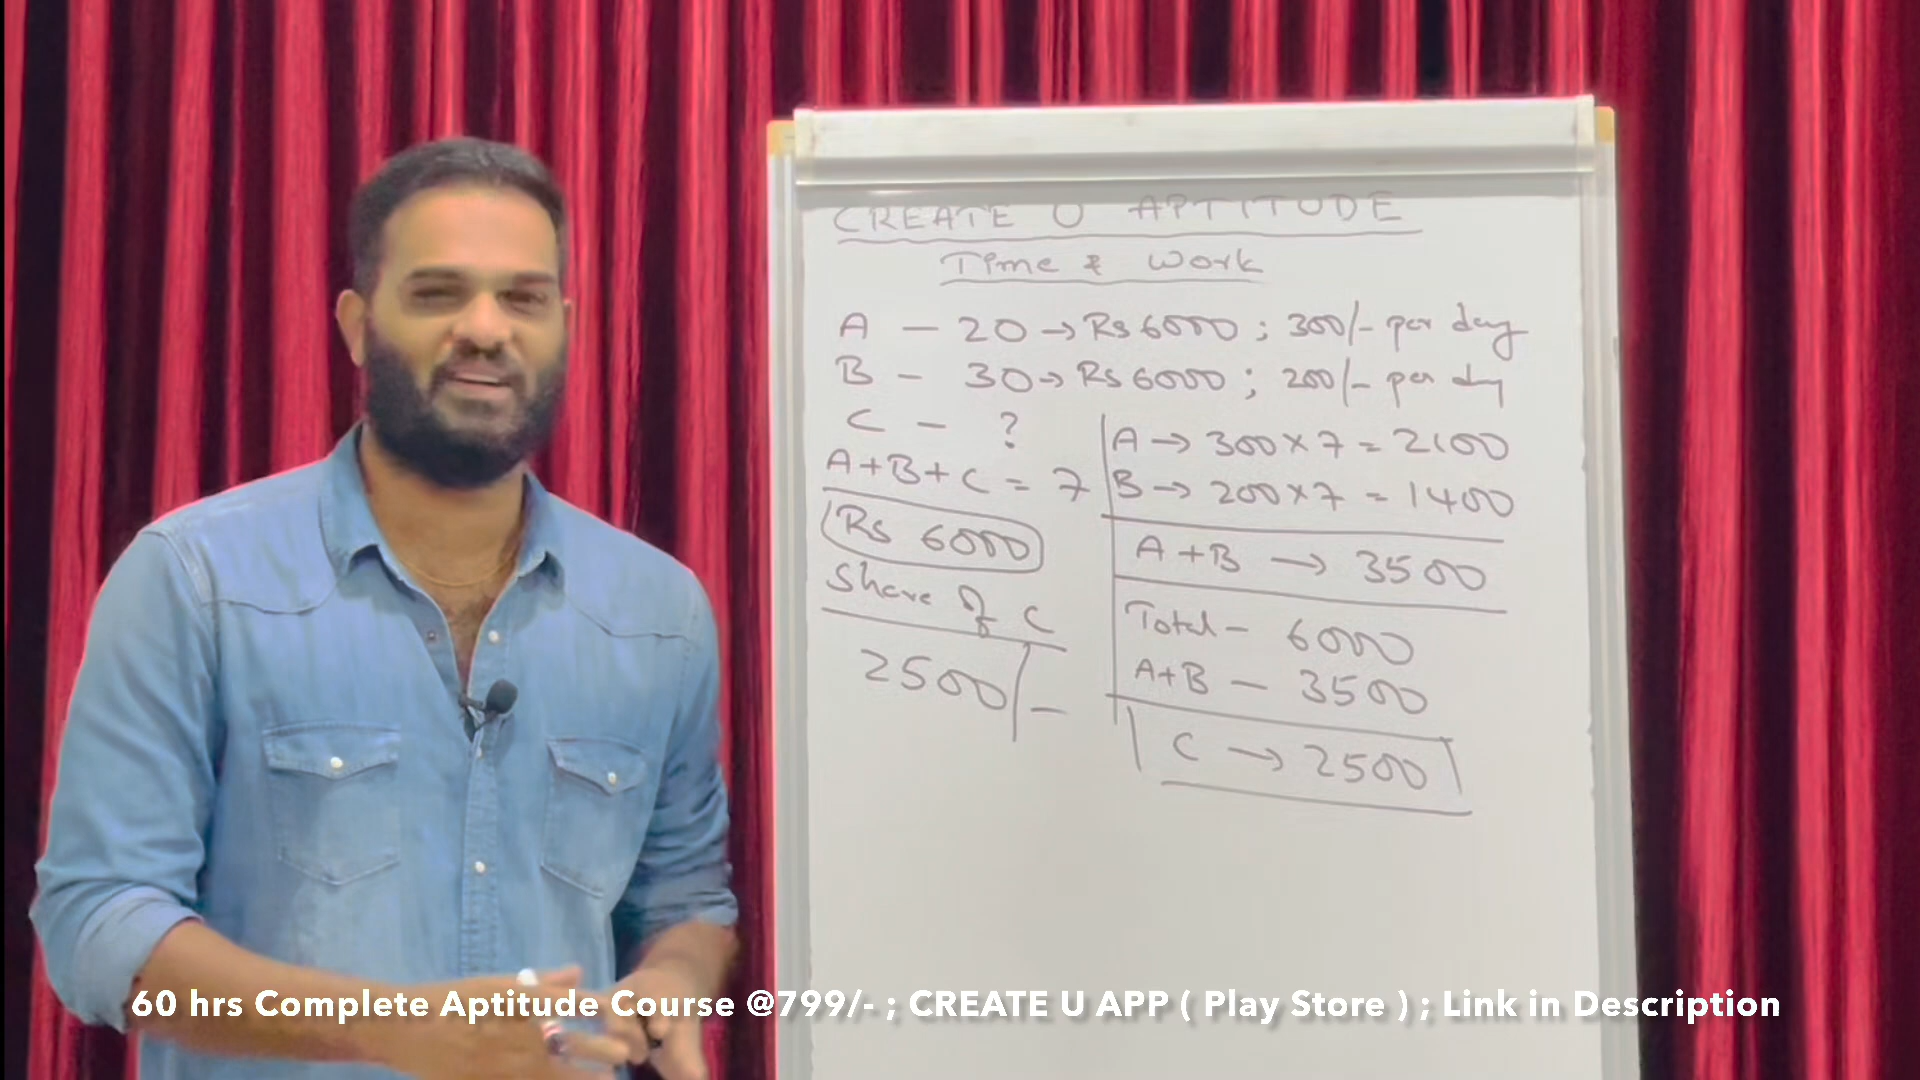 CREATE U APTITUDE
Time & Work
A - 20 → Rs 6000 ; 300/- per day
B - 30 → Rs 6000 ; 200/- per day
C - ?
A+B+C = 7
Rs 6000
Share of C
2500/-
A → 300 × 7 = 2100
B → 200 × 7 = 1400
A+B → 3500
Total - 6000
A+B - 3500
C → 2500
60 hrs Complete Aptitude Course @799/- ; CREATE U APP ( Play Store ) ; Link in Description